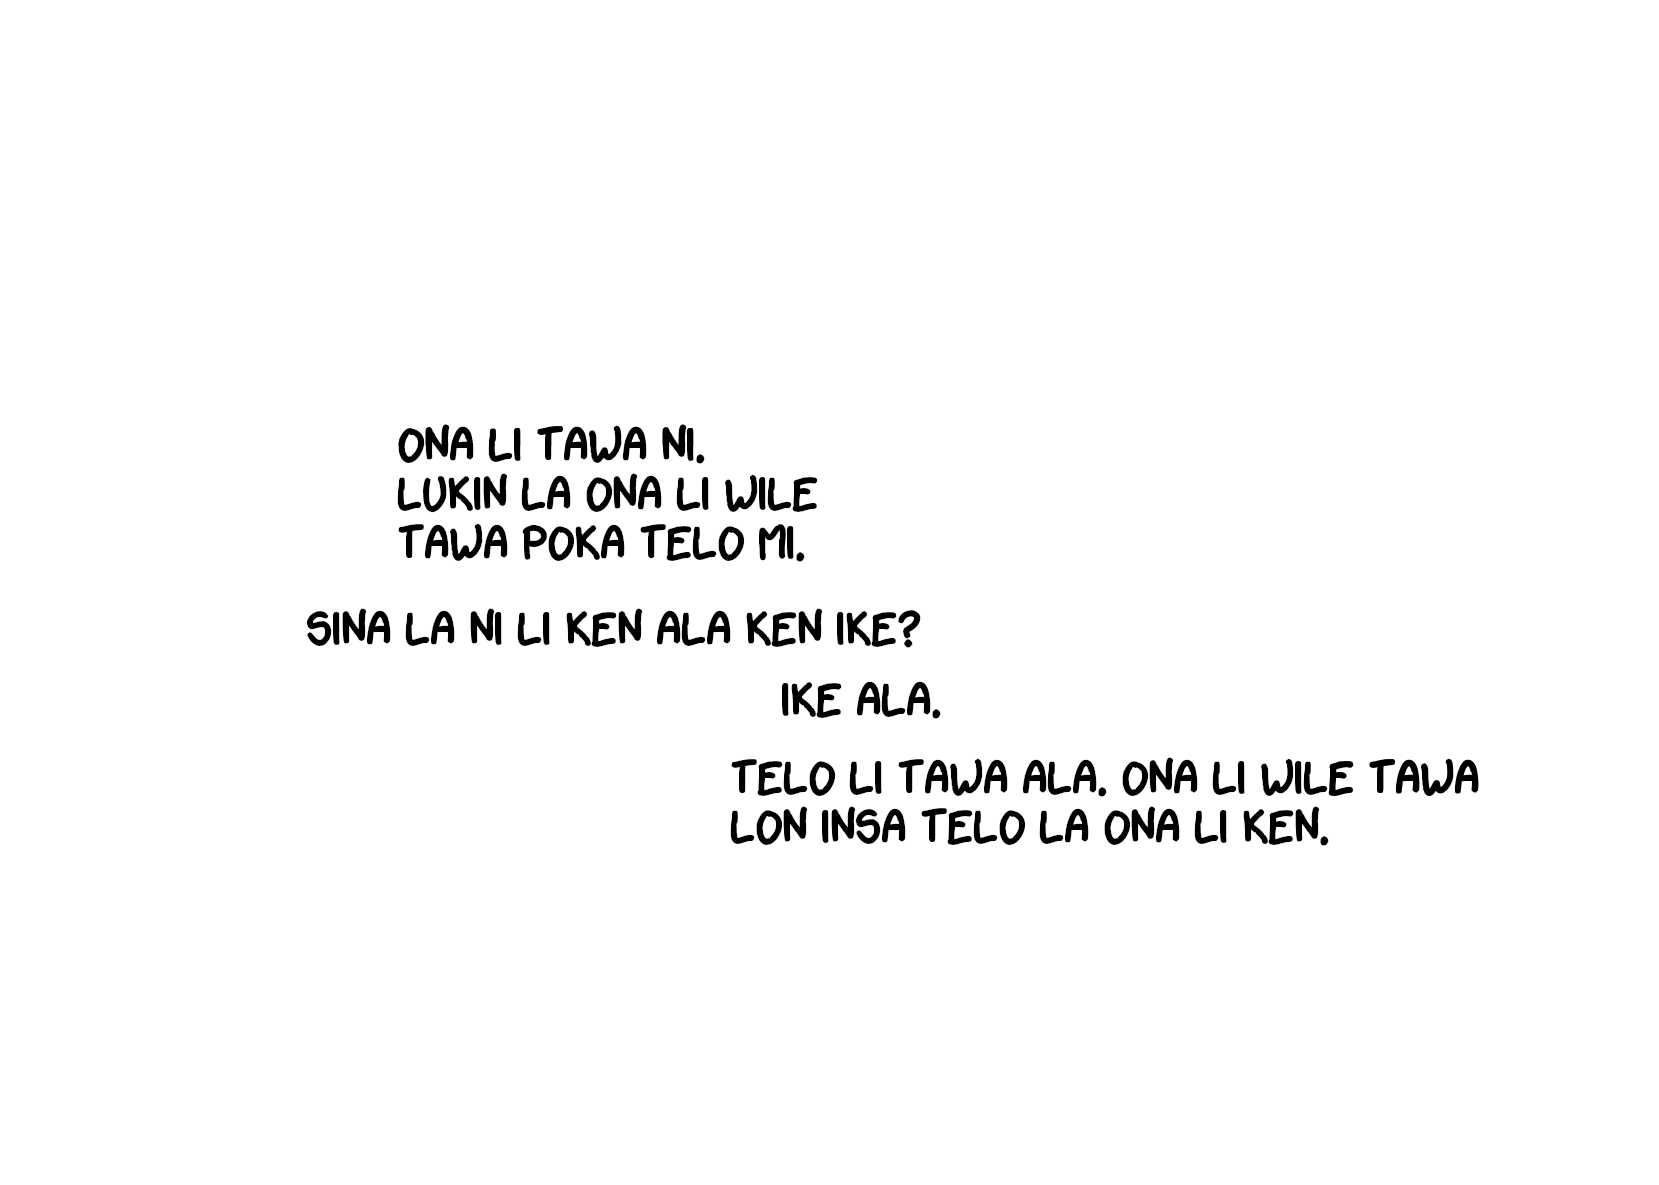 ONA LI TAWA NI.
LUKIN LA ONA LI WILE
TAWA POKA TELO MI.
SINA LA NI LI KEN ALA KEN IKE?
IKE ALA.
TELO LI TAWA ALA. ONA LI WILE TAWA
LON INSA TELO LA ONA LI KEN.